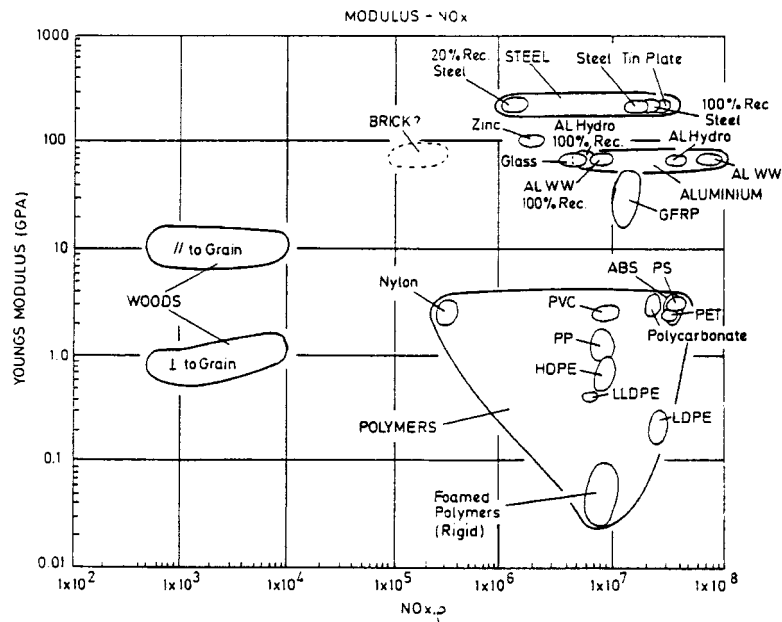 MODULUS - NOx
1000
100
10
1.0
0.1
0.01
YOUNGS MODULUS (GPA)
20% Rec.
Steel
STEEL
Steel
Tin Plate
100% Rec
Steel
BRICK?
Zinc
AL Hydro
100% Rec.
AL Hydro
Glass
AL WW
100% Rec.
AL WW
ALUMINIUM
GFRP
// to Grain
WOODS
⊥ to Grain
Nylon
ABS
PS
PVC
PET
Polycarbonate
PP
HDPE
LLDPE
LDPE
POLYMERS
Foamed
Polymers
(Rigid)
1x10²
1x10³
1x10⁴
1x10⁵
1x10⁶
1x10⁷
1x10⁸
NOx.ρ